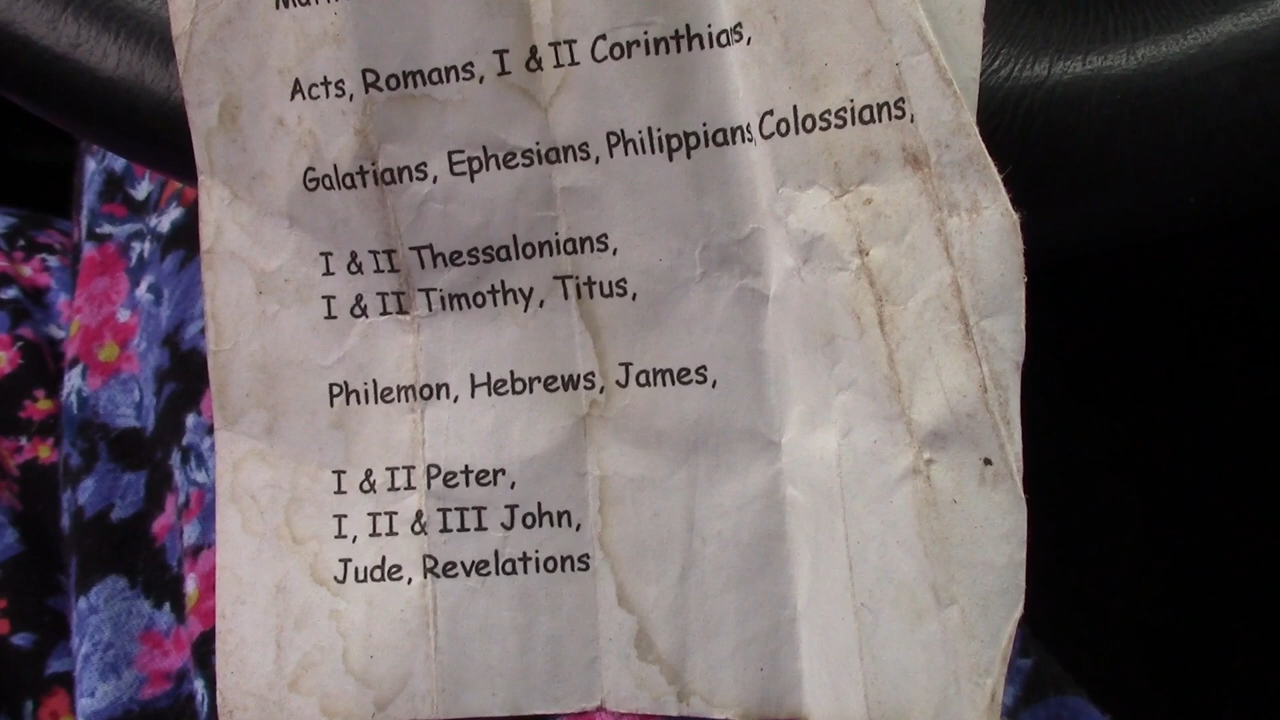 Acts, Romans, I & II Corinthias,
Galatians, Ephesians, Philippians, Colossians,
I & II Thessalonians,
I & II Timothy, Titus,
Philemon, Hebrews, James,
I & II Peter,
I, II & III John,
Jude, Revelations